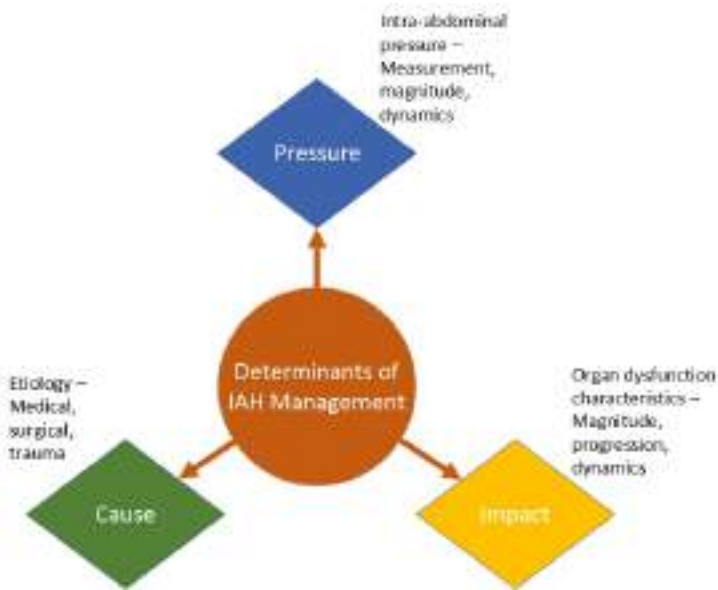 Intra-abdominal
pressure –
Measurement,
magnitude,
dynamics
Pressure
Determinants of
IAH Management
Etiology –
Medical,
surgical,
trauma
Cause
Organ dysfunction
characteristics –
Magnitude,
progression,
dynamics
Impact